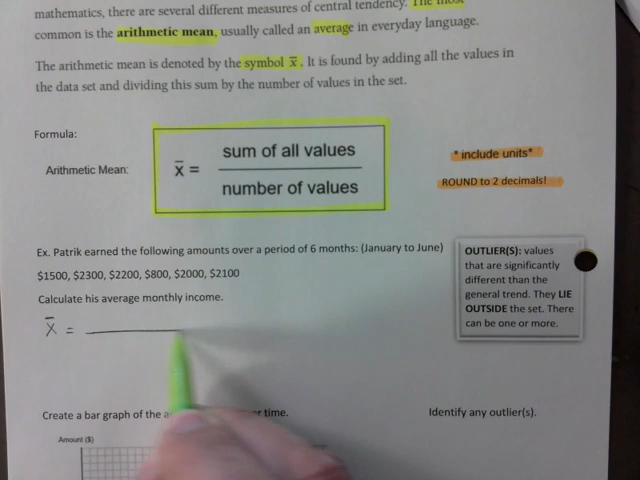 mathematics, there are several different measures of central tendency. The most
common is the arithmetic mean, usually called an average in everyday language.
The arithmetic mean is denoted by the symbol x̅. It is found by adding all the values in
the data set and dividing this sum by the number of values in the set.
Formula:
Arithmetic Mean:
x̅ =
sum of all values
number of values
* include units*
ROUND to 2 decimals!
Ex. Patrik earned the following amounts over a period of 6 months: (January to June)
$1500, $2300, $2200, $800, $2000, $2100
Calculate his average monthly income.
x̅ =
OUTLIER(S): values
that are significantly
different than the
general trend. They LIE
OUTSIDE the set. There
can be one or more.
Create a bar graph of the time.
Identify any outlier(s).
Amount ($)